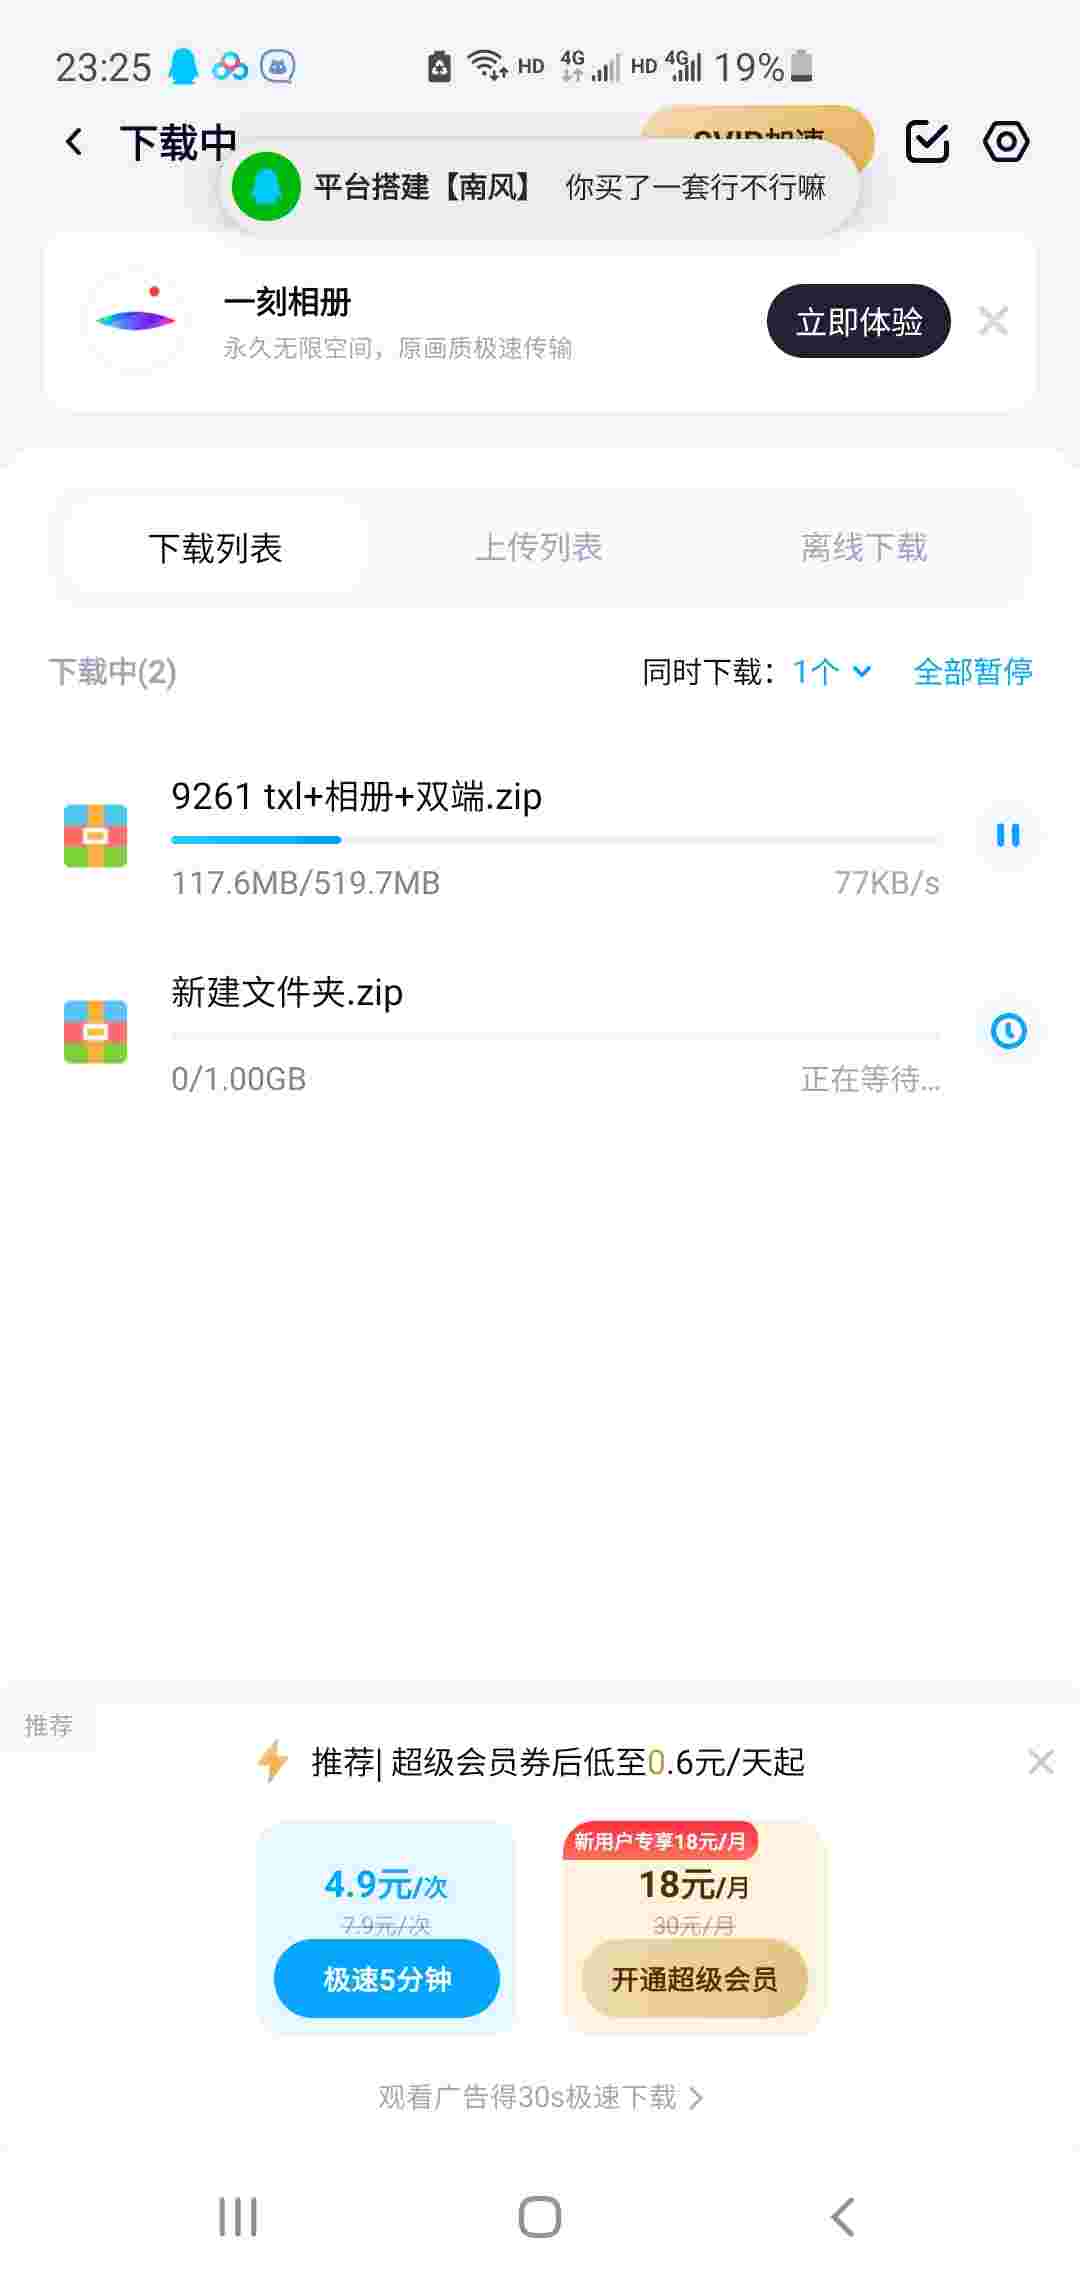 23:25
HD 4G HD 4G 19%
下载中
SVIP加速
平台搭建【南风】 你买了一套行不行嘛
一刻相册
永久无限空间，原画质极速传输
立即体验
下载列表
上传列表
离线下载
下载中(2)
同时下载：1个
全部暂停
9261 txl+相册+双端.zip
117.6MB/519.7MB
77KB/s
新建文件夹.zip
0/1.00GB
正在等待...
推荐
推荐| 超级会员券后低至0.6元/天起
新用户专享18元/月
4.9元/次
18元/月
7.9元/次
30元/月
极速5分钟
开通超级会员
观看广告得30s极速下载